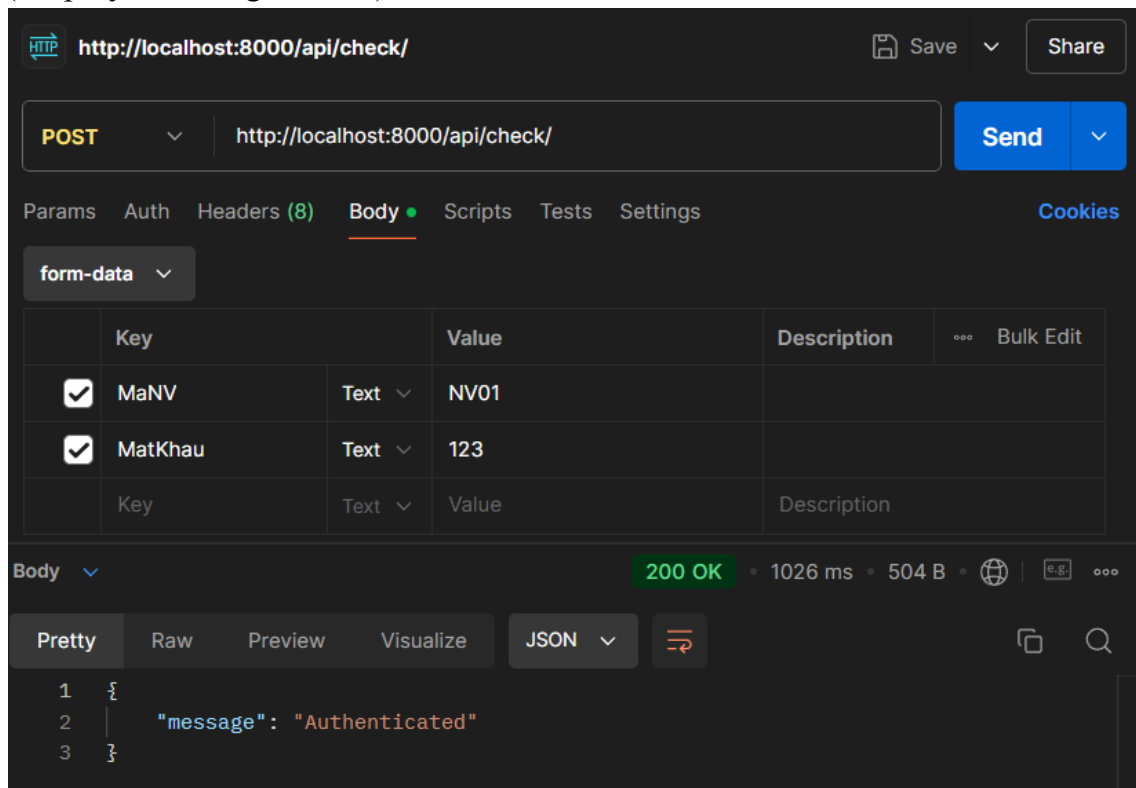 HTTP http://localhost:8000/api/check/ Save Share
POST http://localhost:8000/api/check/ Send
Params Auth Headers (8) Body Scripts Tests Settings Cookies
form-data
Key Value Description Bulk Edit
MaNV Text NV01
MatKhau Text 123
Key Text Value Description
Body 200 OK 1026 ms 504 B e.g.
Pretty Raw Preview Visualize JSON
1 {
2 "message": "Authenticated"
3 }